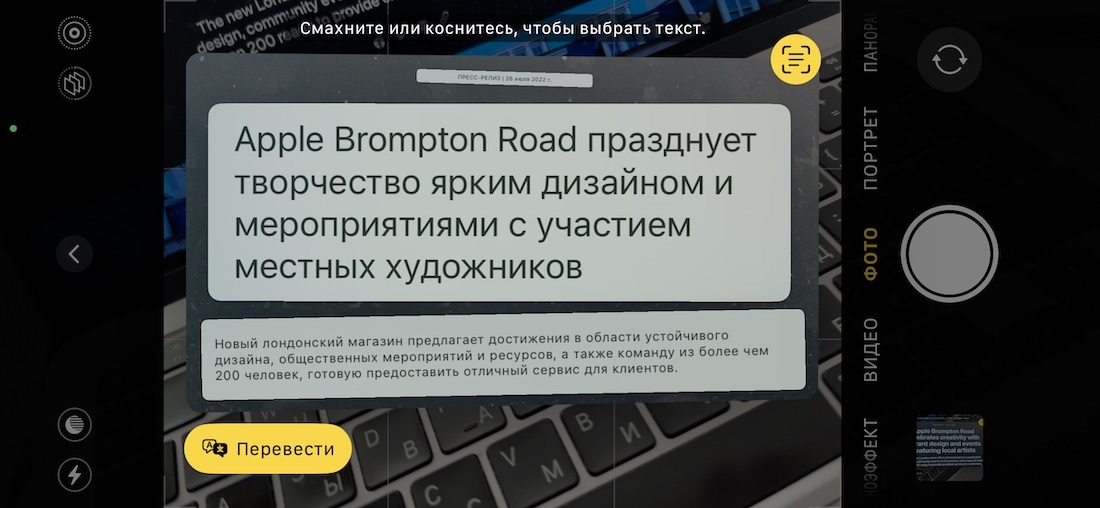 The new Lon
design, community ev
200 re to provide
Смахните или коснитесь, чтобы выбрать текст.
ПРЕСС-РЕЛИЗ | 26 июля 2022 г.
Apple Brompton Road празднует
творчество ярким дизайном и
мероприятиями с участием
местных художников
Новый лондонский магазин предлагает достижения в области устойчивого
дизайна, общественных мероприятий и ресурсов, а также команду из более чем
200 человек, готовую предоставить отличный сервис для клиентов.
Перевести
D
A
Ы
V
M
И
C
C
ПАНОРА
ПОРТРЕТ
ФОТО
ВИДЕО
ОЭФФЕКТ
pple Brompton Road
ebrates creativity with
rant design and events
eaturing local artists